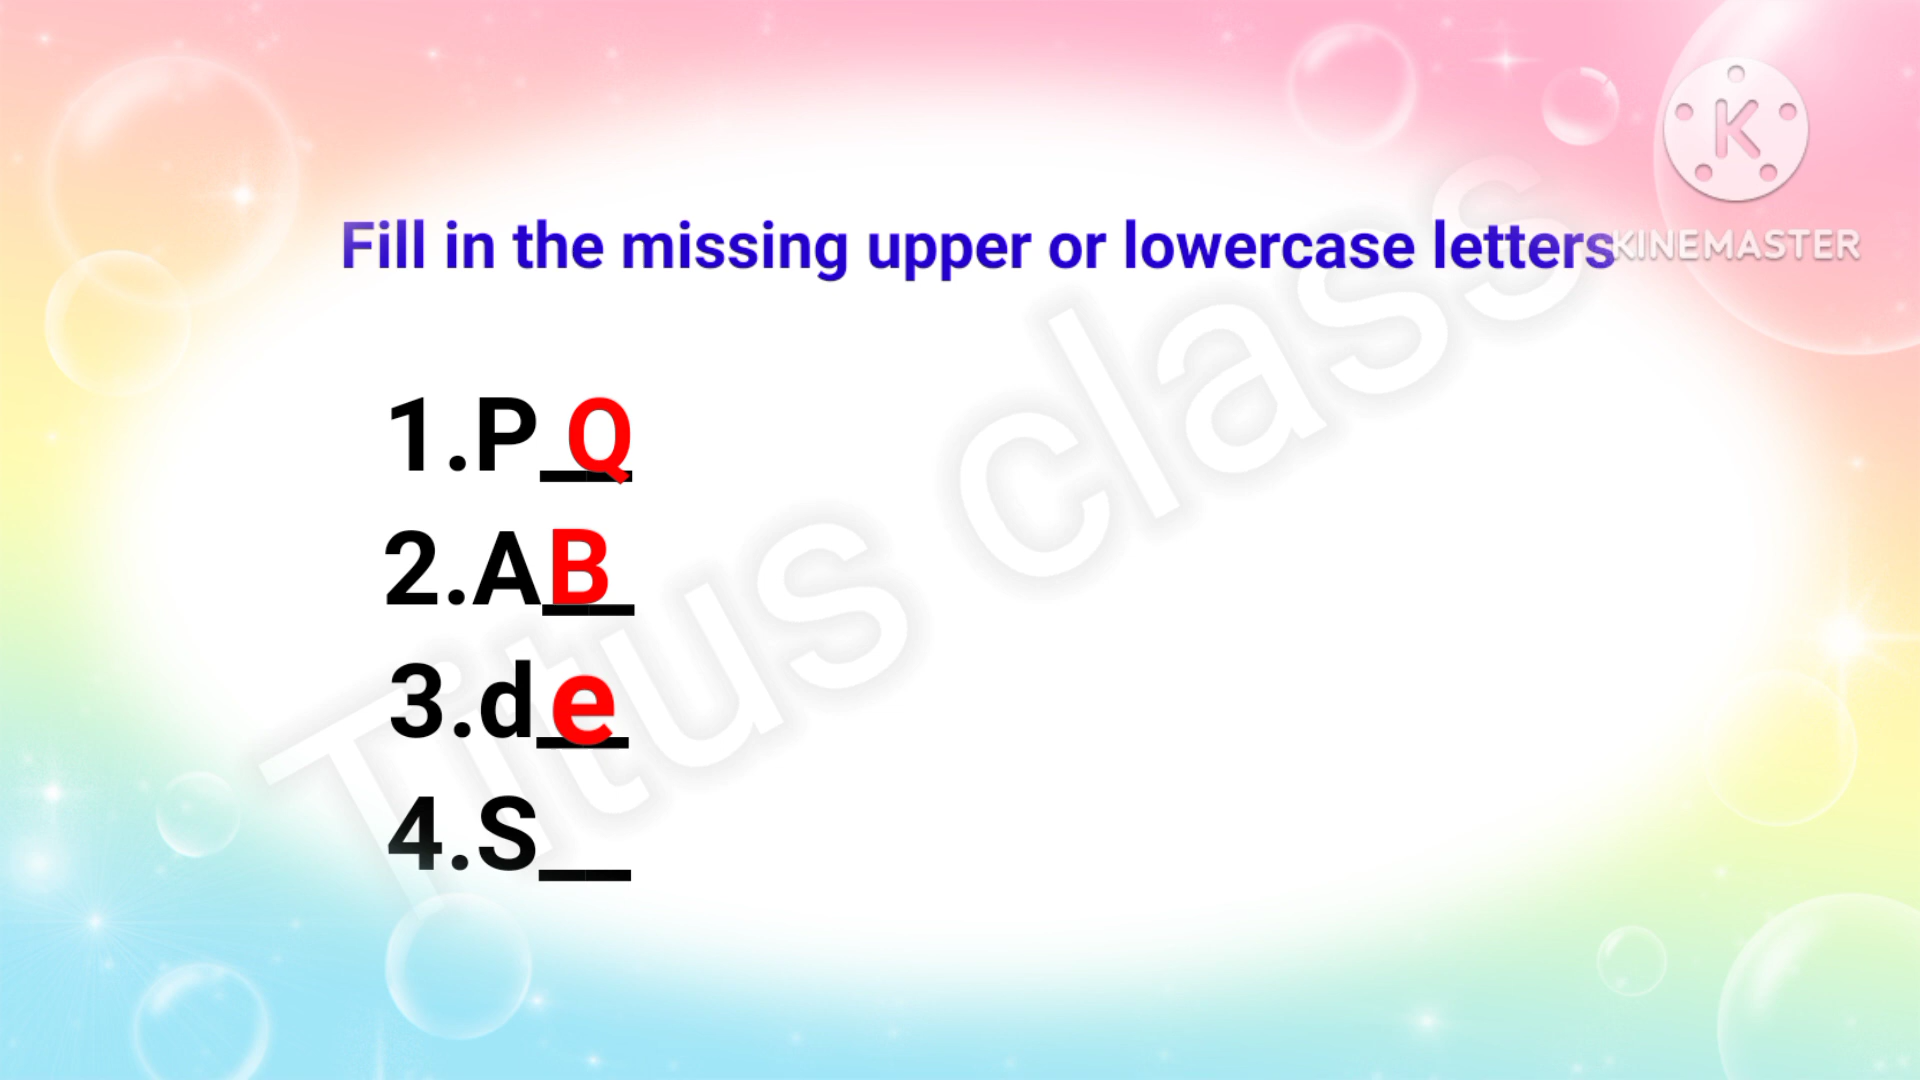 Fill in the missing upper or lowercase letters
K
KINEMASTER
1.P_Q
2.AB_
3.d_e
4.S__
Titus class